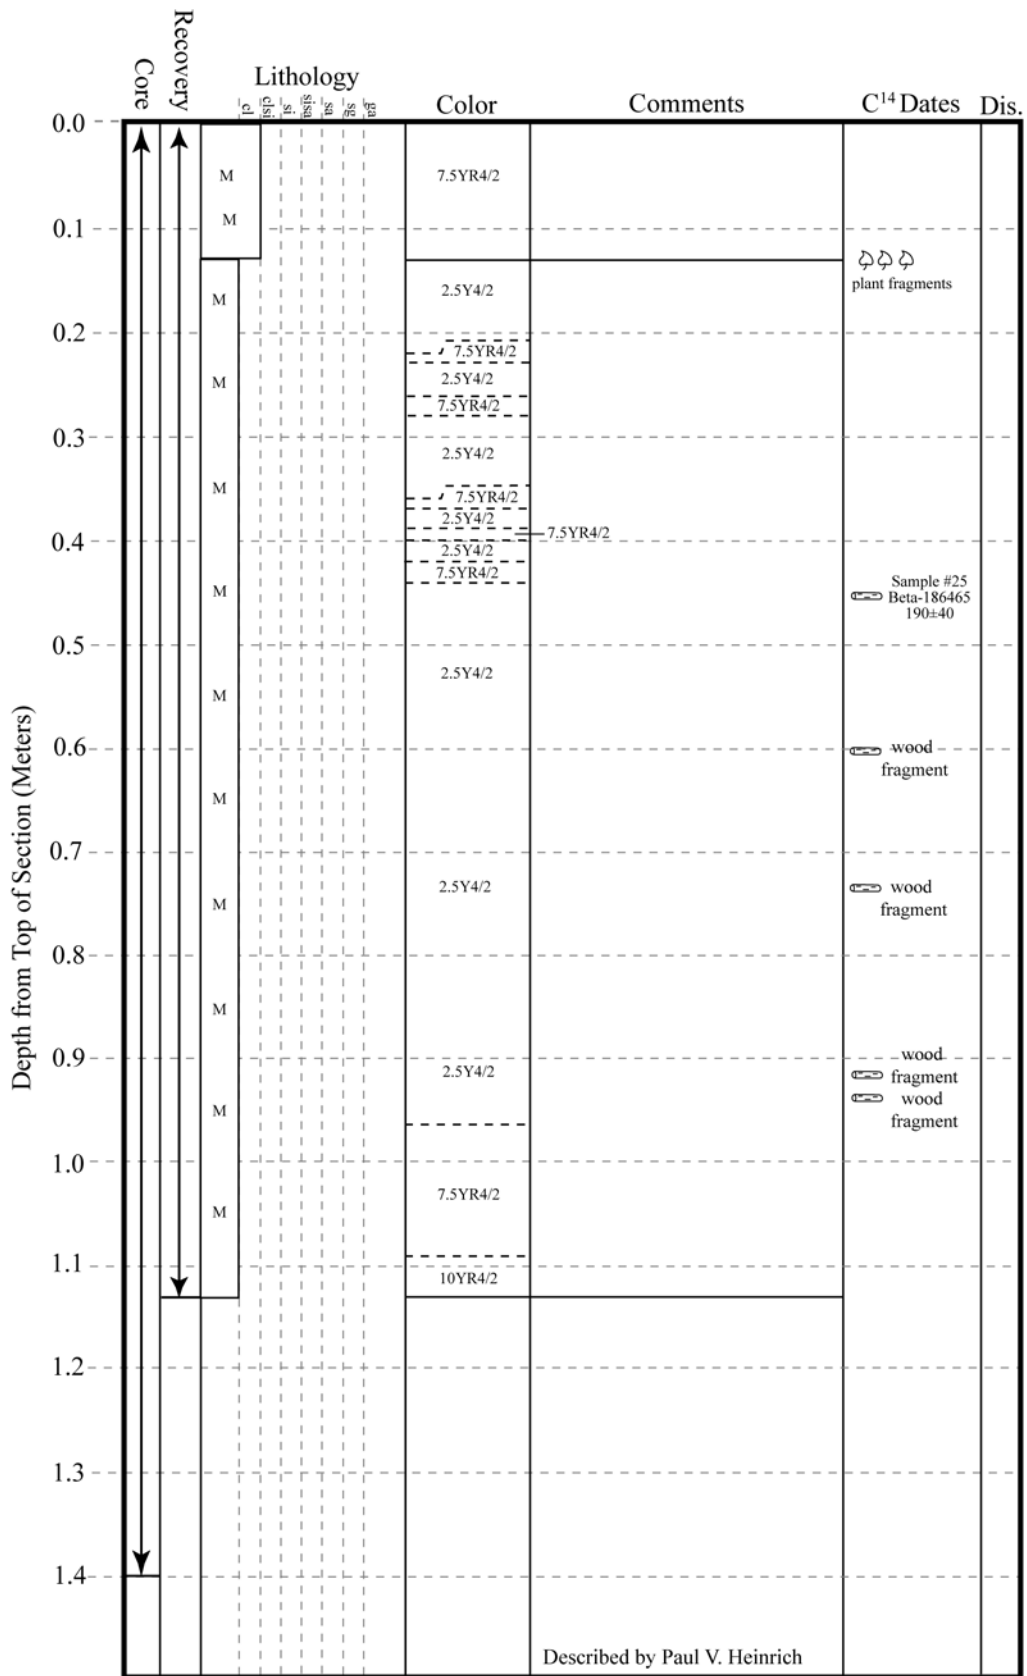 Core
Recovery
Lithology
cl
clsi
si
sisa
sa
sg
ga
Color
Comments
C¹⁴ Dates
Dis.
Depth from Top of Section (Meters)
0.0
M
7.5YR4/2
M
0.1
plant fragments
M
2.5Y4/2
0.2
7.5YR4/2
M
2.5Y4/2
7.5YR4/2
0.3
2.5Y4/2
M
7.5YR4/2
2.5Y4/2
7.5YR4/2
0.4
2.5Y4/2
7.5YR4/2
M
Sample #25
Beta-186465
190±40
0.5
2.5Y4/2
M
0.6
wood
fragment
M
0.7
2.5Y4/2
wood
fragment
M
0.8
M
0.9
wood
fragment
2.5Y4/2
wood
fragment
M
1.0
7.5YR4/2
M
1.1
10YR4/2
1.2
1.3
1.4
Described by Paul V. Heinrich